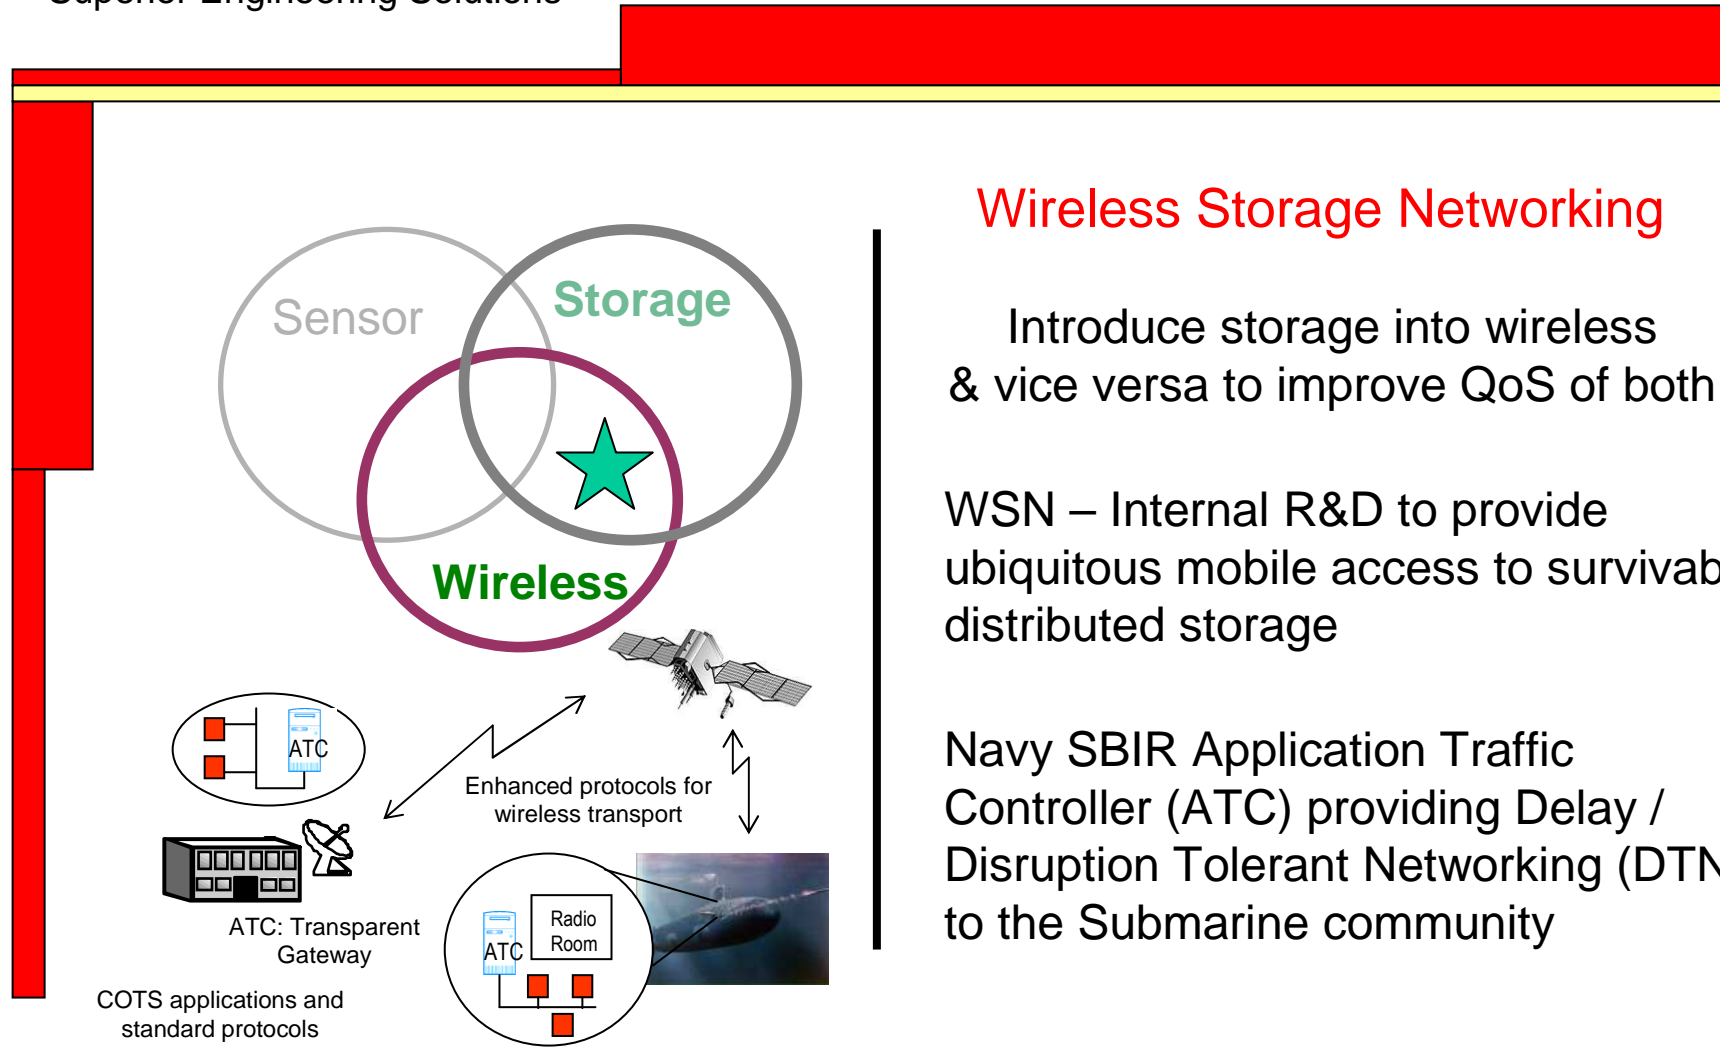 Superior Engineering Solutions
Wireless Storage Networking
Introduce storage into wireless
& vice versa to improve QoS of both
WSN – Internal R&D to provide
ubiquitous mobile access to survivab
distributed storage
Navy SBIR Application Traffic
Controller (ATC) providing Delay /
Disruption Tolerant Networking (DTN
to the Submarine community
Sensor
Storage
Wireless
ATC
Enhanced protocols for
wireless transport
ATC: Transparent
Gateway
COTS applications and
standard protocols
ATC
Radio
Room